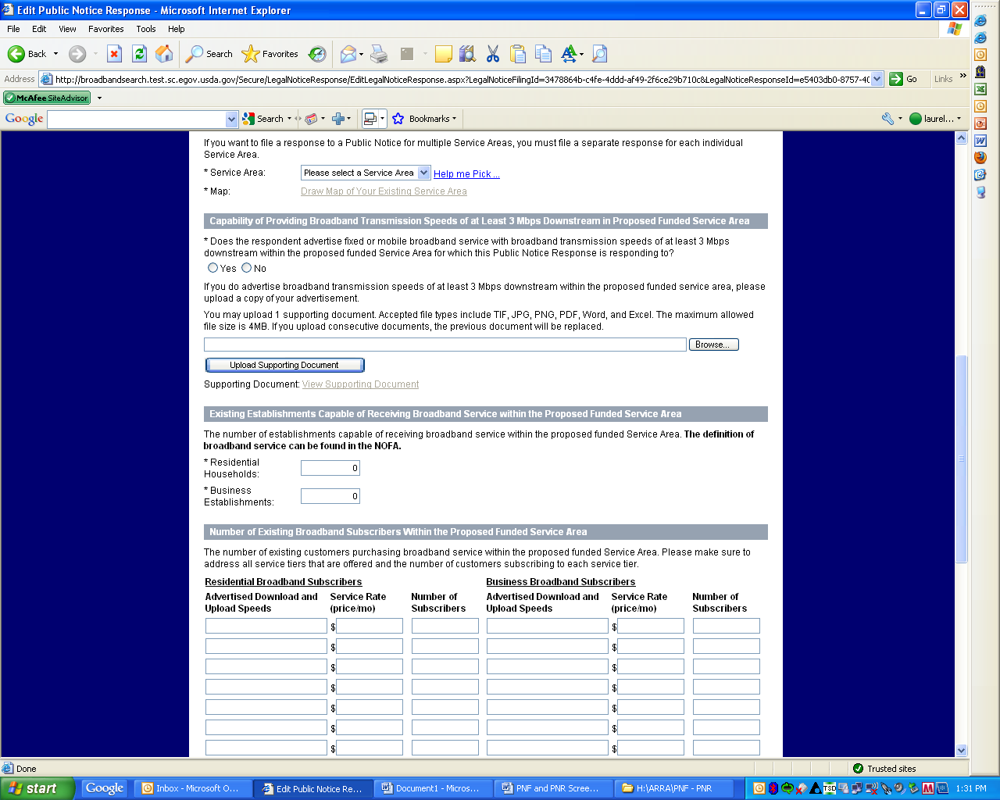 Edit Public Notice Response - Microsoft Internet Explorer
File Edit View Favorites Tools Help
Back Search Favorites
Address http://broadbandsearch.test.sc.egov.usda.gov/Secure/LegalNoticeResponse/EditLegalNoticeResponse.aspx?LegalNoticeFilingId=3478864b-c4fe-4ddd-af49-2f6ce29b710c&LegalNoticeResponseId=e5403db0-8757-4 Go Links »
McAfee SiteAdvisor
Google Search Bookmarks laurel...
If you want to file a response to a Public Notice for multiple Service Areas, you must file a separate response for each individual
Service Area.
* Service Area: Please select a Service Area Help me Pick ...
* Map: Draw Map of Your Existing Service Area
Capability of Providing Broadband Transmission Speeds of at Least 3 Mbps Downstream in Proposed Funded Service Area
* Does the respondent advertise fixed or mobile broadband service with broadband transmission speeds of at least 3 Mbps
downstream within the proposed funded Service Area for which this Public Notice Response is responding to?
Yes No
If you do advertise broadband transmission speeds of at least 3 Mbps downstream within the proposed funded service area, please
upload a copy of your advertisement.
You may upload 1 supporting document. Accepted file types include TIF, JPG, PNG, PDF, Word, and Excel. The maximum allowed
file size is 4MB. If you upload consecutive documents, the previous document will be replaced.
Browse...
Upload Supporting Document
Supporting Document: View Supporting Document
Existing Establishments Capable of Receiving Broadband Service within the Proposed Funded Service Area
The number of establishments capable of receiving broadband service within the proposed funded Service Area. The definition of
broadband service can be found in the NOFA.
* Residential
Households: 0
* Business
Establishments: 0
Number of Existing Broadband Subscribers Within the Proposed Funded Service Area
The number of existing customers purchasing broadband service within the proposed funded Service Area. Please make sure to
address all service tiers that are offered and the number of customers subscribing to each service tier.
Residential Broadband Subscribers Business Broadband Subscribers
Advertised Download and Service Rate Number of Advertised Download and Service Rate Number of
Upload Speeds (price/mo) Subscribers Upload Speeds (price/mo) Subscribers
$ $
$ $
$ $
$ $
$ $
$ $
$ $
Done Trusted sites
start Google Inbox - Microsoft O... Edit Public Notice Re... Document1 - Micros... PNF and PNR Scree... H:\ARRA\PNF - PNR TSD 1:31 PM